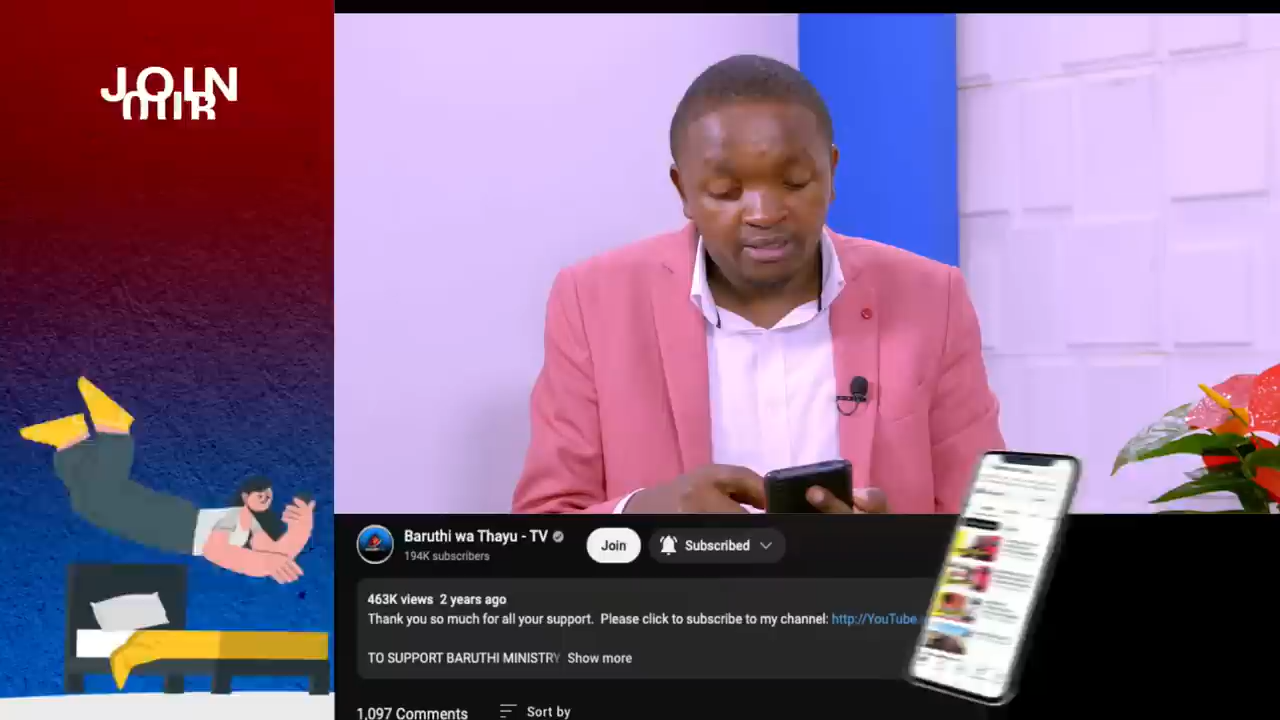 JOIN
OUR
Baruthi wa Thayu - TV
194K subscribers
Join
Subscribed
463K views 2 years ago
Thank you so much for all your support. Please click to subscribe to my channel: http://YouTube.
TO SUPPORT BARUTHI MINISTRY Show more
1,097 Comments
Sort by